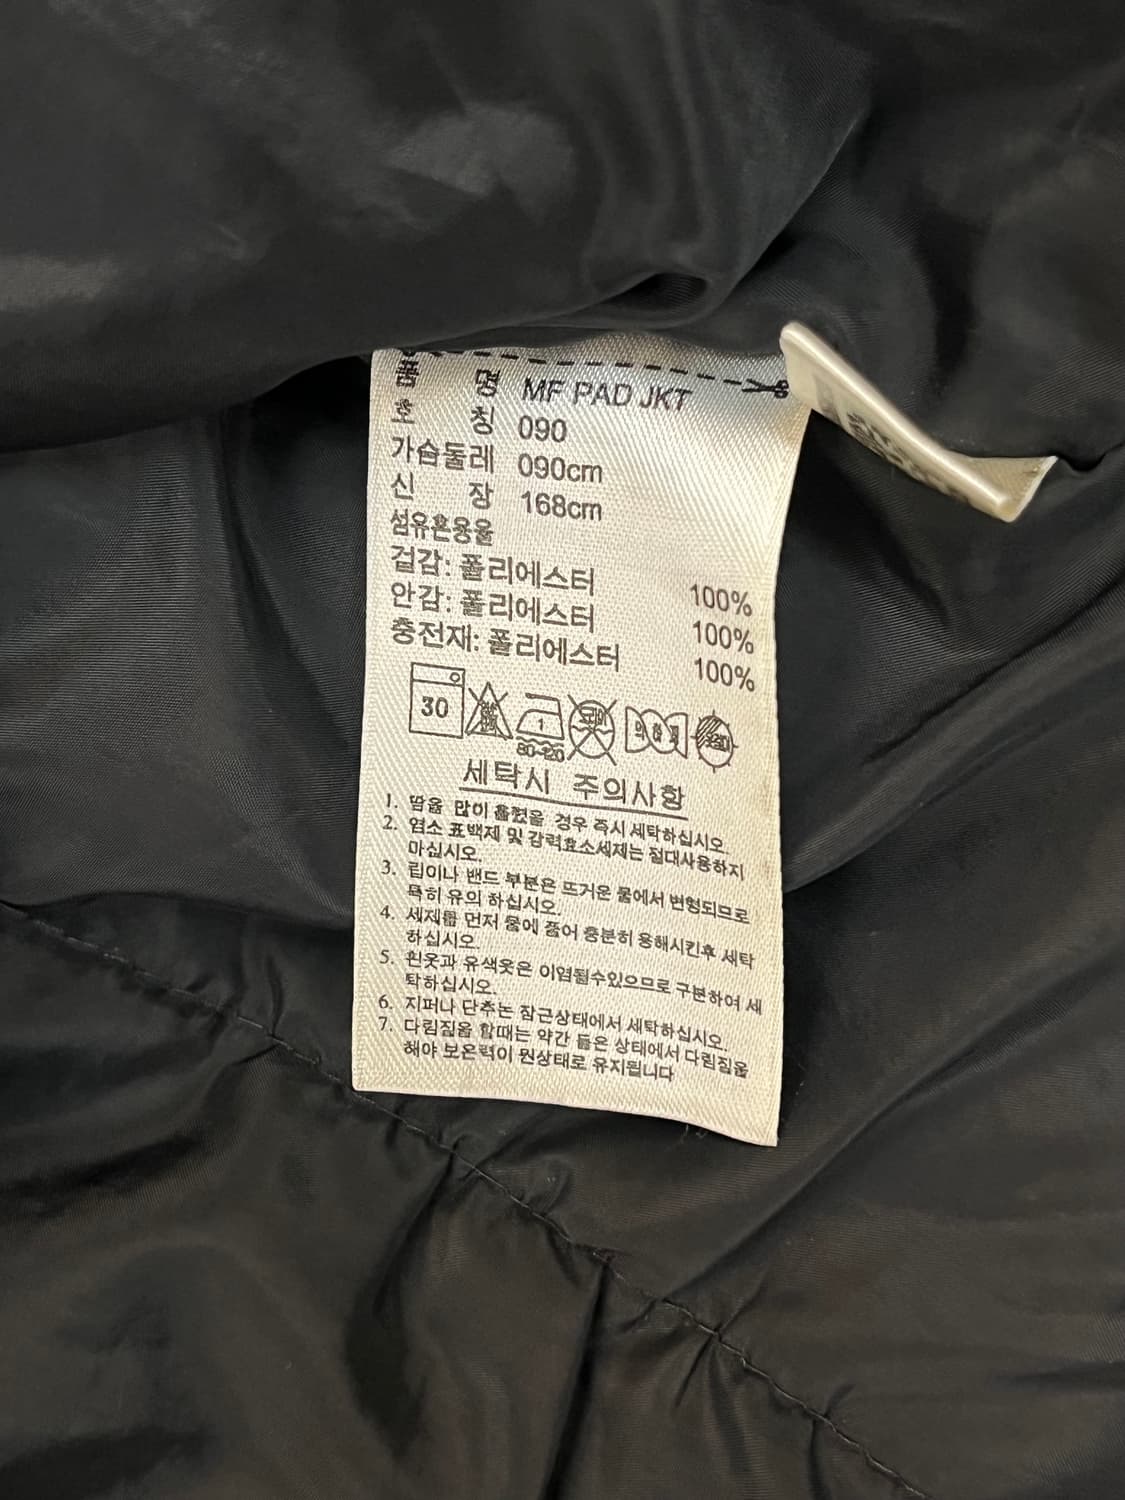 품 명 MF PAD JKT
호 칭 090
가슴둘레 090cm
신 장 168cm
섬유혼용율
겉감: 폴리에스터 100%
안감: 폴리에스터 100%
충전재: 폴리에스터 100%
30
1
80-120
세탁시 주의사항
1. 땀을 많이 흘렸을 경우 즉시 세탁하십시오.
2. 염소 표백제 및 강력효소세제는 절대사용하지
마십시오.
3. 립이나 밴드 부분은 뜨거운 물에서 변형되므로
특히 유의 하십시오.
4. 세제를 먼저 물에 풀어 충분히 용해시킨후 세탁
하십시오.
5. 흰옷과 유색옷은 이염될수있으므로 구분하여 세
탁하십시오.
6. 지퍼나 단추는 잠근상태에서 세탁하십시오.
7. 다림질을 할때는 약간 들은 상태에서 다림질을
해야 보온력이 원상태로 유지됩니다